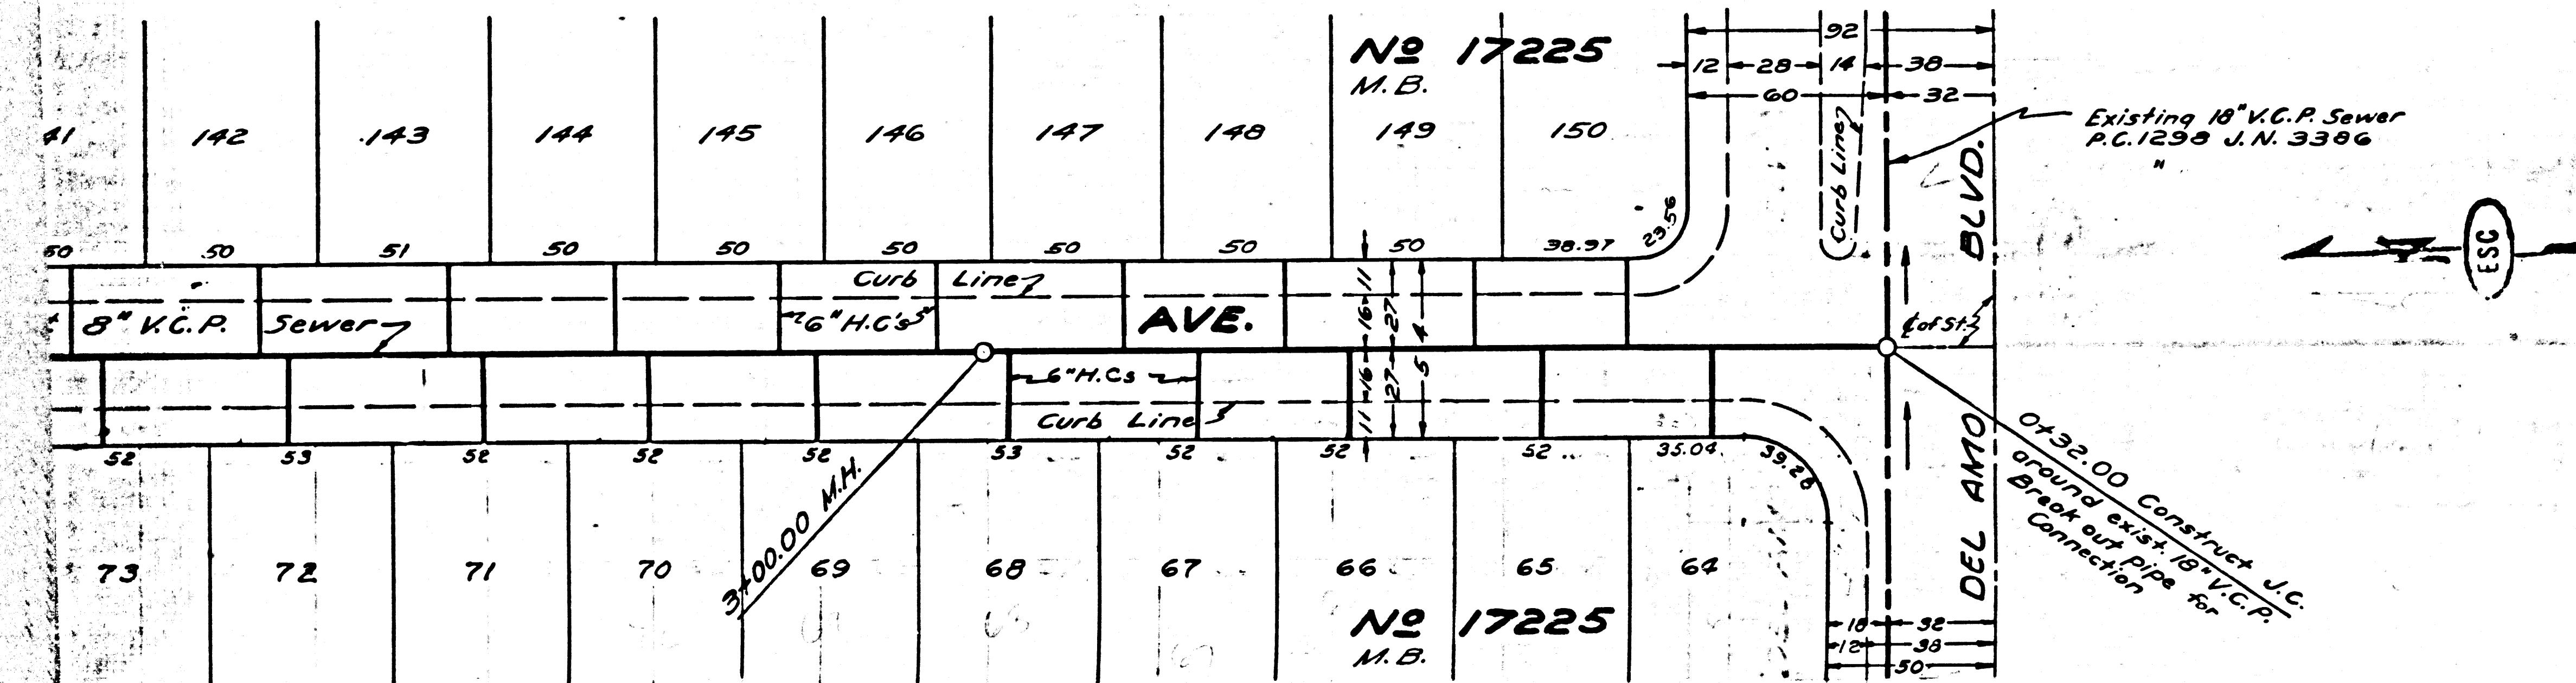 No 17225
M. B.
92
12 28 14 38
60 32
Existing 18" V.C.P. Sewer
P.C. 1298 J. N. 3386
"
41 142 143 144 145 146 147 148 149 150
Curb Line
BLVD.
ESC
50 50 51 50 50 50 50 50 50 38.97 23.56
Curb Line
8" V.C.P. Sewer
6" H.C's
AVE.
11 16 16 11
27 27
54
¢ of St.
6" H.Cs
Curb Line
52 53 52 52 52 53 52 52 52 35.04 39.28
3+00.00 M.H.
0+32.00 Construct J.C.
around exist. 18" V.C.P.
Break out pipe for
Connection
DEL AMO
73 72 71 70 69 68 67 66 65 64
No 17225
M. B.
18 32
12 38
50